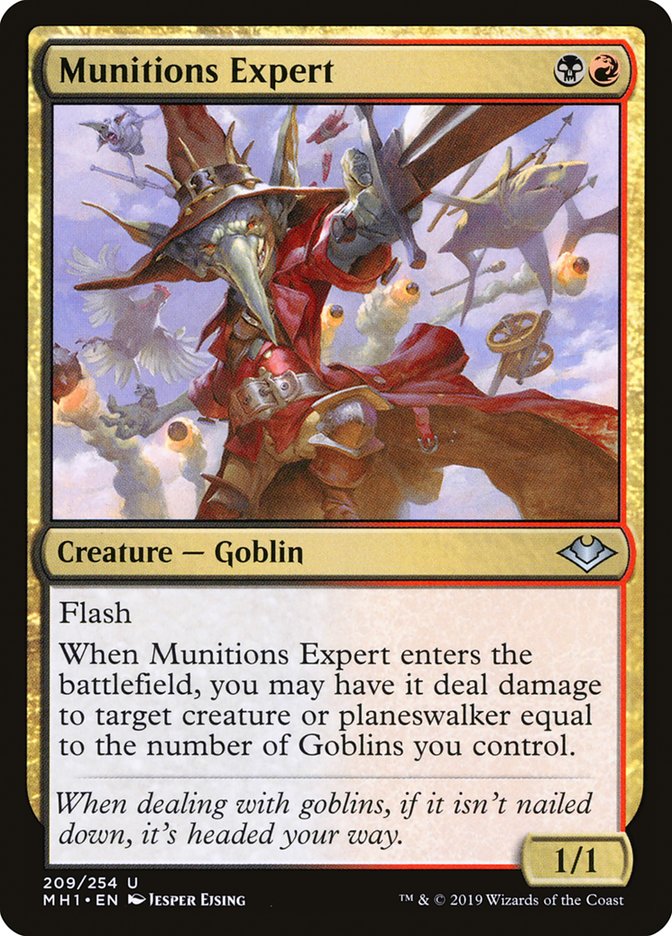 Munitions Expert
Creature — Goblin
Flash
When Munitions Expert enters the
battlefield, you may have it deal damage
to target creature or planeswalker equal
to the number of Goblins you control.
When dealing with goblins, if it isn't nailed
down, it's headed your way.
1/1
209/254 U
MH1 • EN Jesper Ejsing
™ & © 2019 Wizards of the Coast